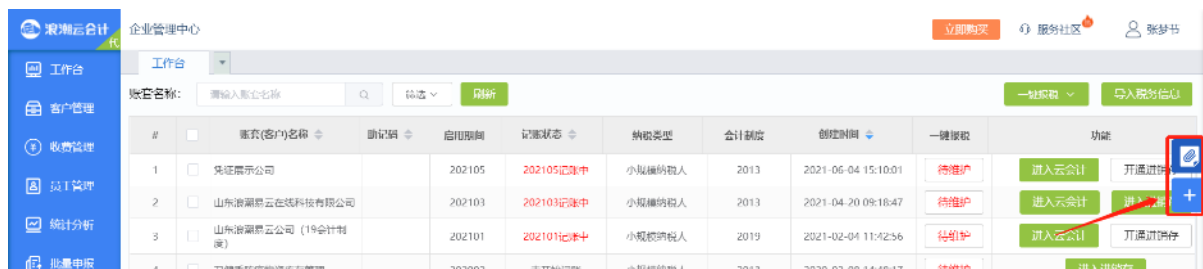 浪潮云会计
代
企业管理中心
立即购买
服务社区
张梦书
工作台
工作台
账套名称:
请输入账套名称
筛选
刷新
一键报税
导入税务信息
客户管理
收费管理
员工管理
统计分析
批量申报
# 账套(客户)名称 助记码 启用期间 记账状态 纳税类型 会计制度 创建时间 一键报税 功能
1 凭证展示公司 202105 202105记账中 小规模纳税人 2013 2021-06-04 15:10:01 待维护 进入云会计 开通进销
2 山东浪潮易云在线科技有限公司 202103 202103记账中 小规模纳税人 2013 2021-04-20 09:18:47 待维护 进入云会计
3 山东浪潮易云公司(19会计制
度) 202101 202101记账中 小规模纳税人 2019 2021-02-04 11:42:56 待维护 进入云会计 开通进销存